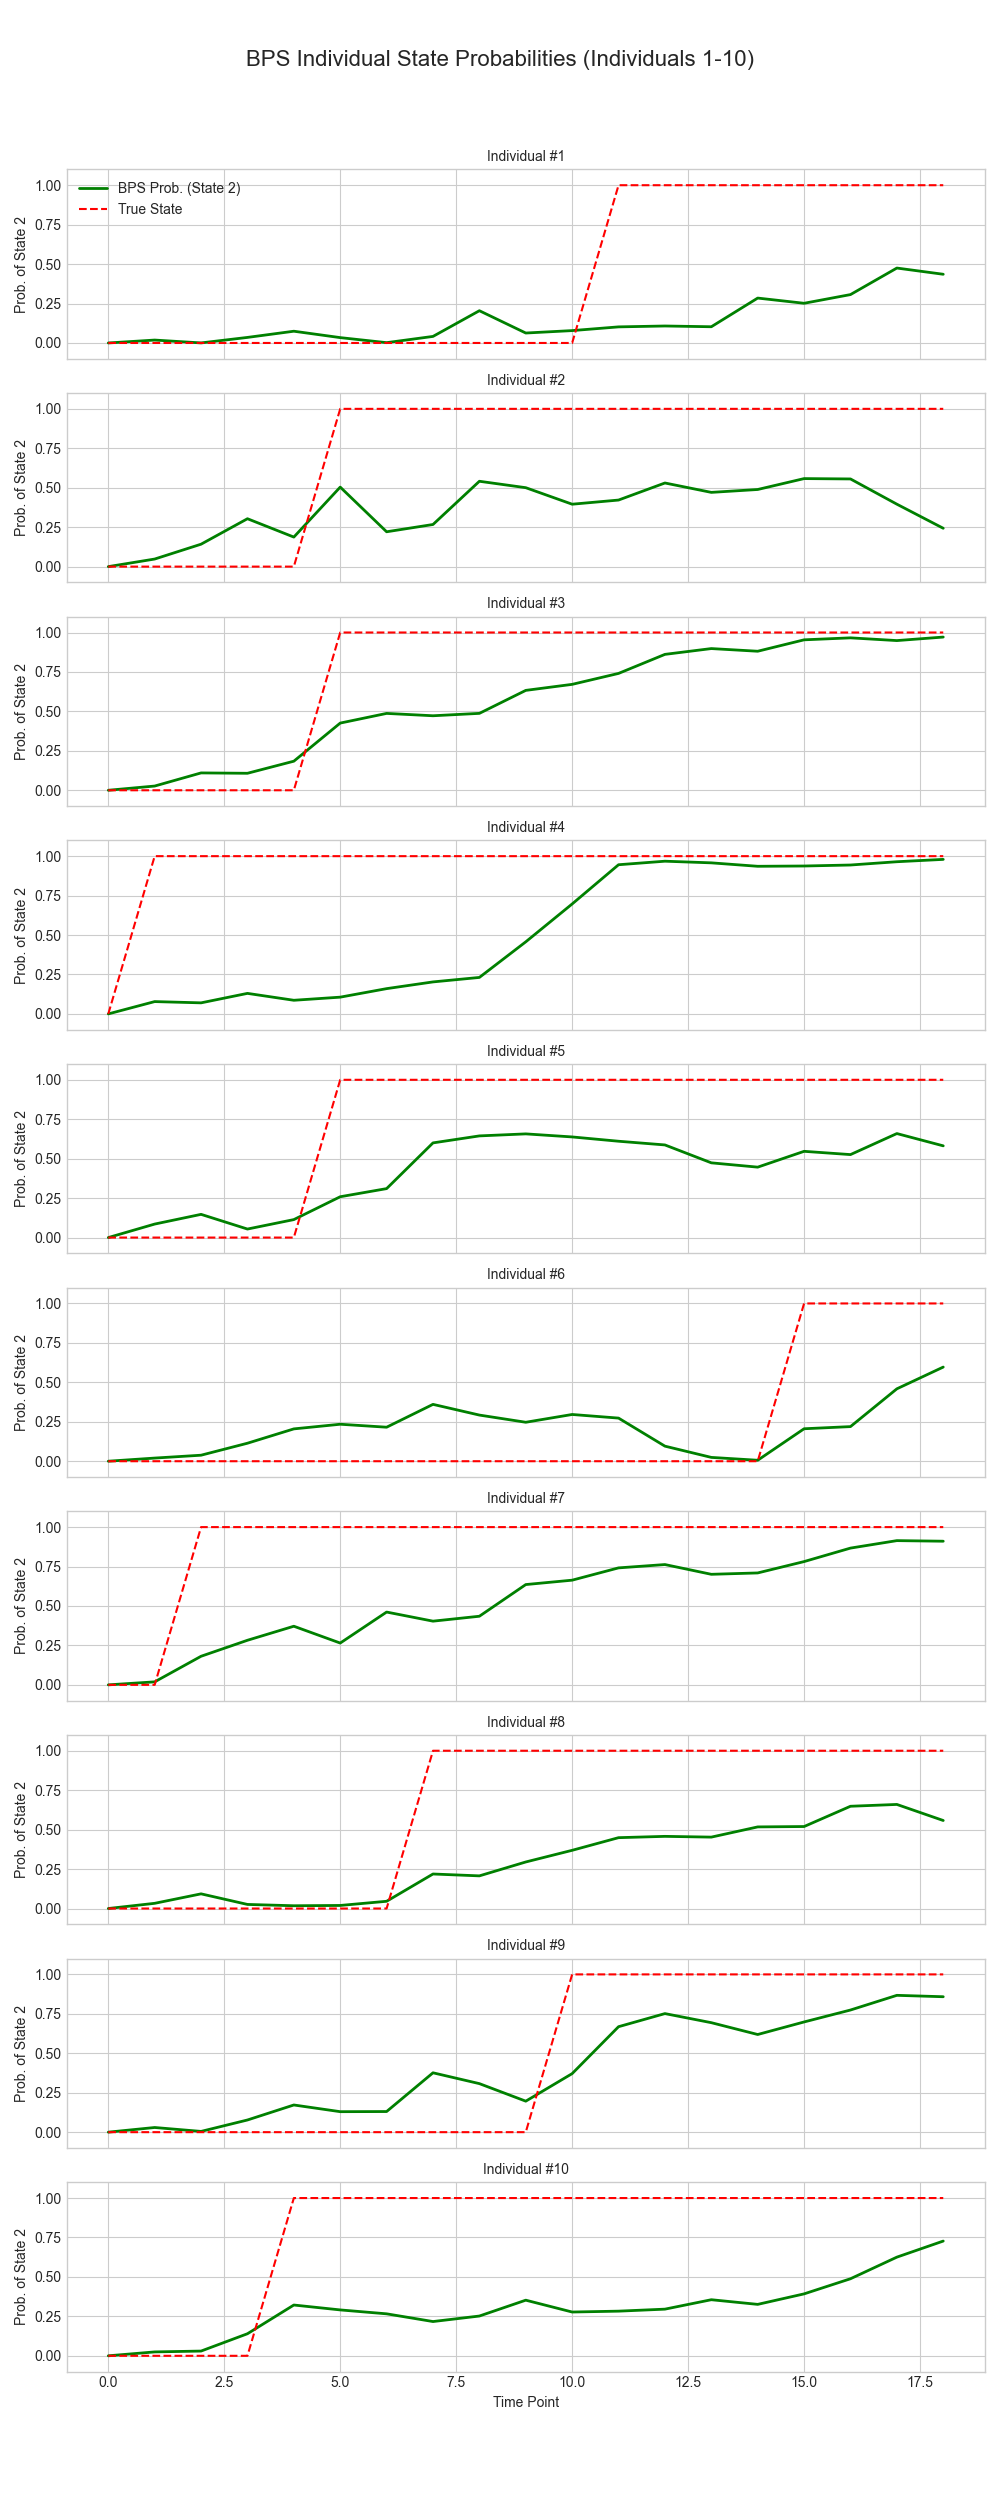 BPS Individual State Probabilities (Individuals 1-10)
Individual #1
BPS Prob. (State 2)
True State
Prob. of State 2
1.00
0.75
0.50
0.25
0.00
Individual #2
Prob. of State 2
1.00
0.75
0.50
0.25
0.00
Individual #3
Prob. of State 2
1.00
0.75
0.50
0.25
0.00
Individual #4
Prob. of State 2
1.00
0.75
0.50
0.25
0.00
Individual #5
Prob. of State 2
1.00
0.75
0.50
0.25
0.00
Individual #6
Prob. of State 2
1.00
0.75
0.50
0.25
0.00
Individual #7
Prob. of State 2
1.00
0.75
0.50
0.25
0.00
Individual #8
Prob. of State 2
1.00
0.75
0.50
0.25
0.00
Individual #9
Prob. of State 2
1.00
0.75
0.50
0.25
0.00
Individual #10
Prob. of State 2
1.00
0.75
0.50
0.25
0.00
0.0 2.5 5.0 7.5 10.0 12.5 15.0 17.5
Time Point